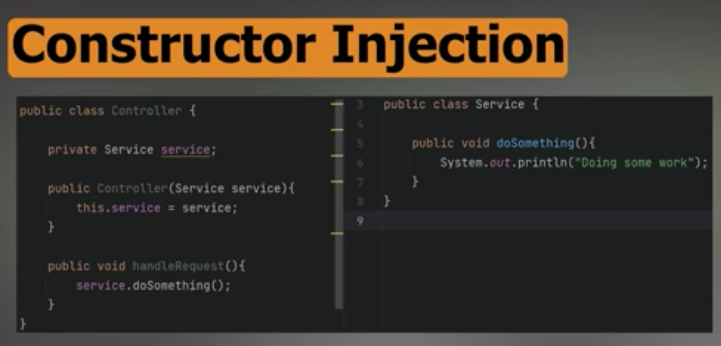 Constructor Injection
public class Controller {
private Service service;
public Controller(Service service){
this.service = service;
}
public void handleRequest(){
service.doSomething();
}
}
3 public class Service {
4
5 public void doSomething(){
6 System.out.println("Doing some work");
7 }
8 }
9